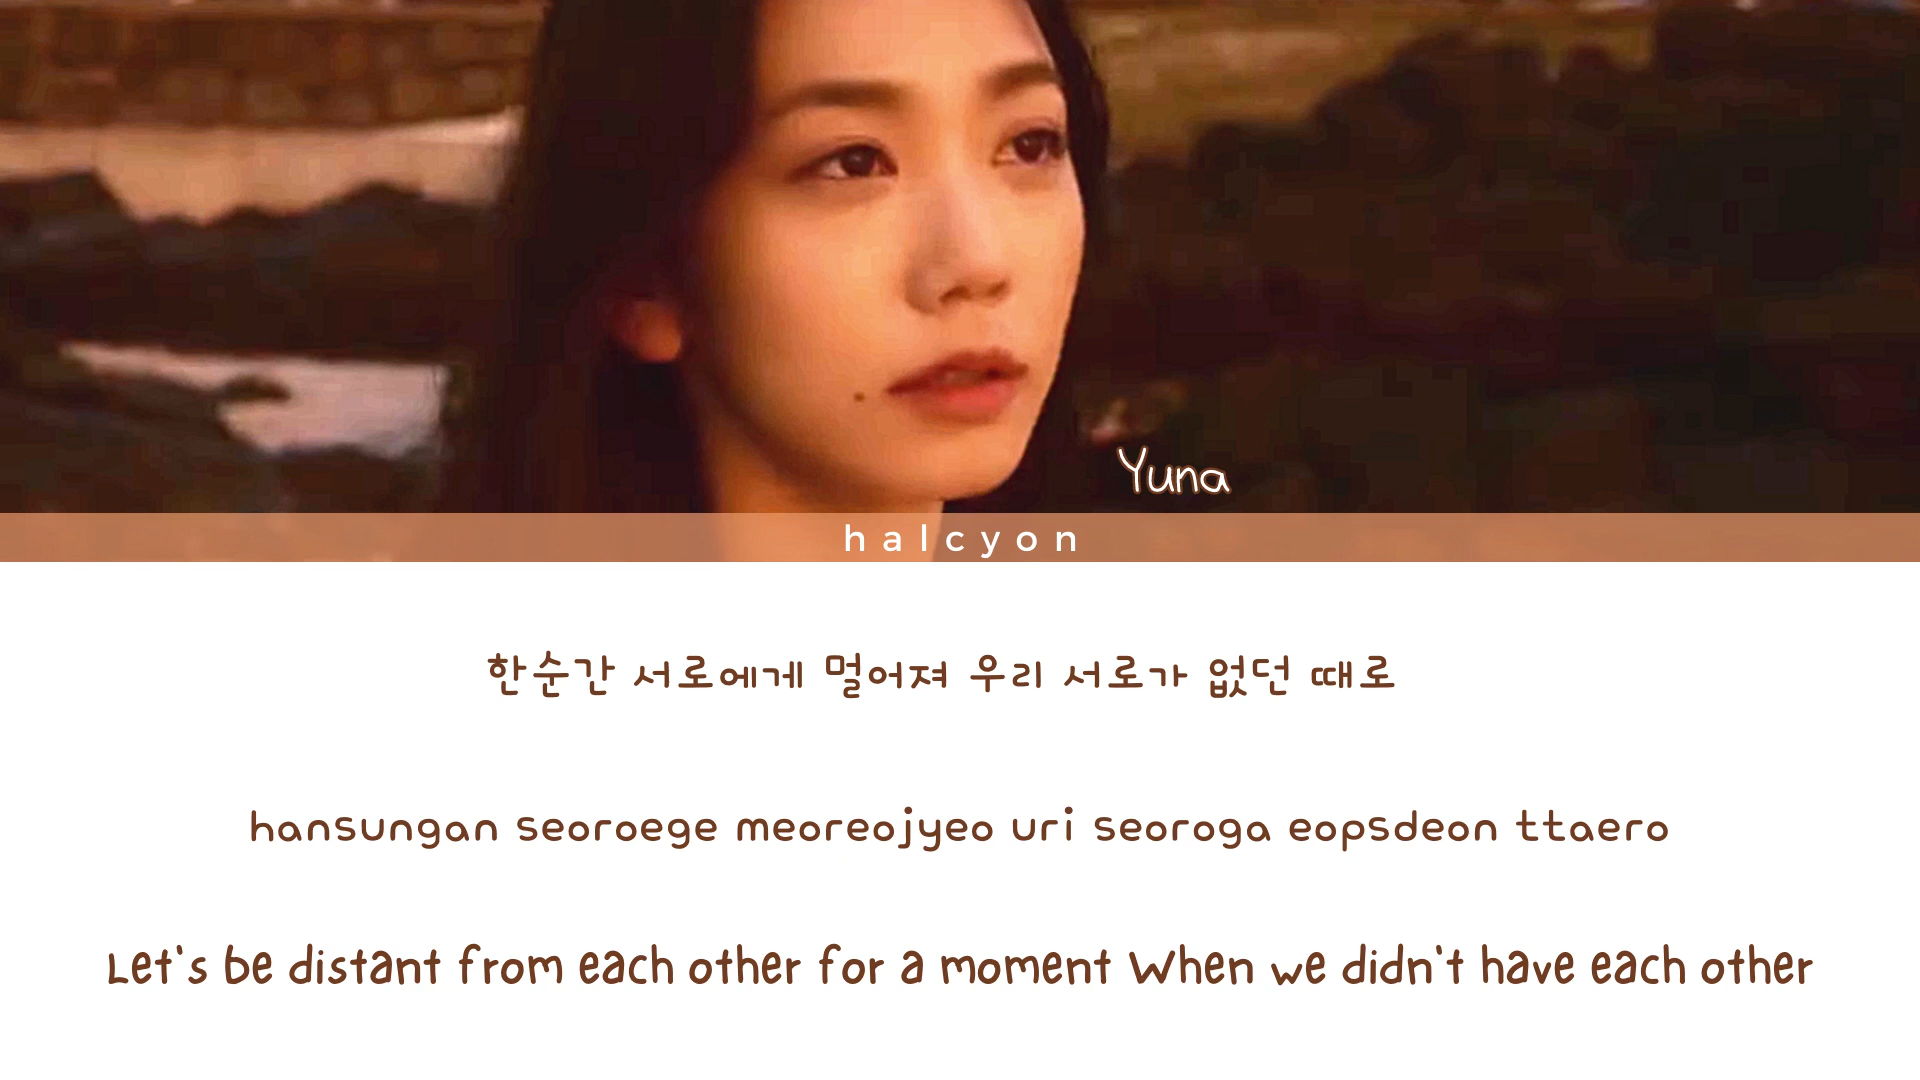 Yuna
halcyon
한순간 서로에게 멀어져 우리 서로가 없던 때로
hansungan seoroege meoreojyeo uri seoroga eopsdeon ttaero
Let's be distant from each other for a moment When we didn't have each other